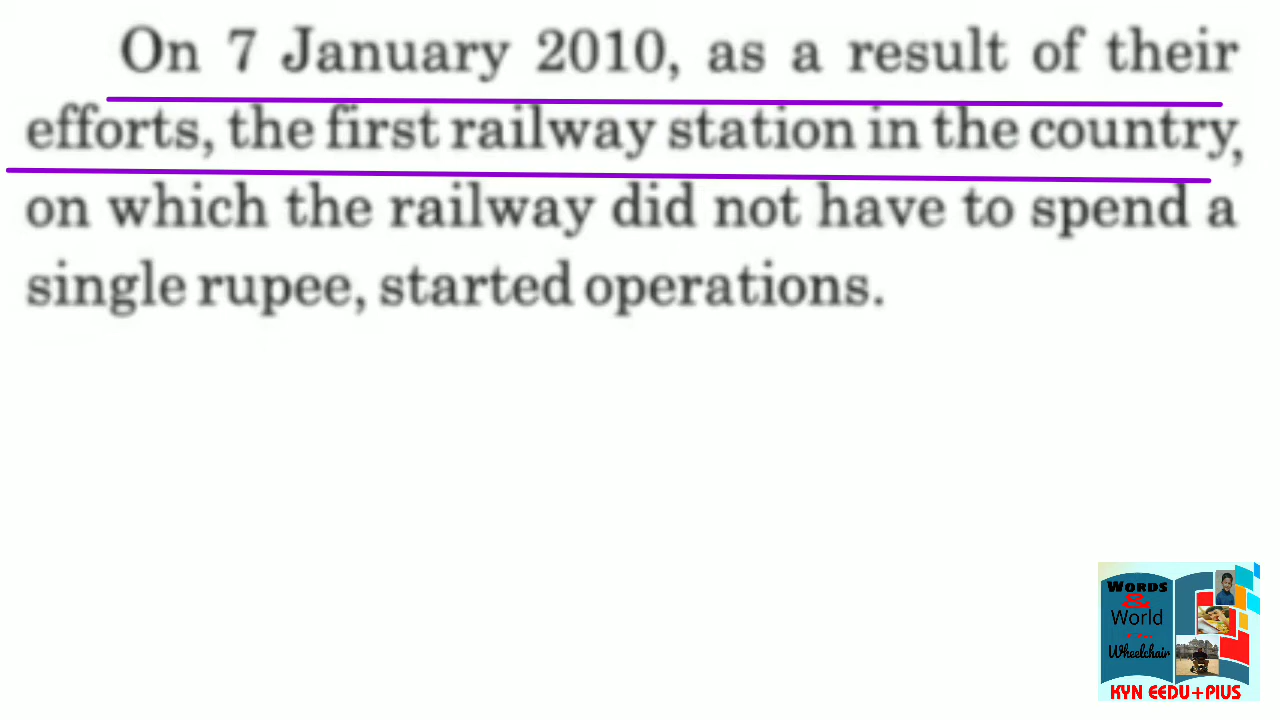 On 7 January 2010, as a result of their
efforts, the first railway station in the country,
on which the railway did not have to spend a
single rupee, started operations.
WORDS
&
World
Wheelchair
KYN EEDU+PIUS